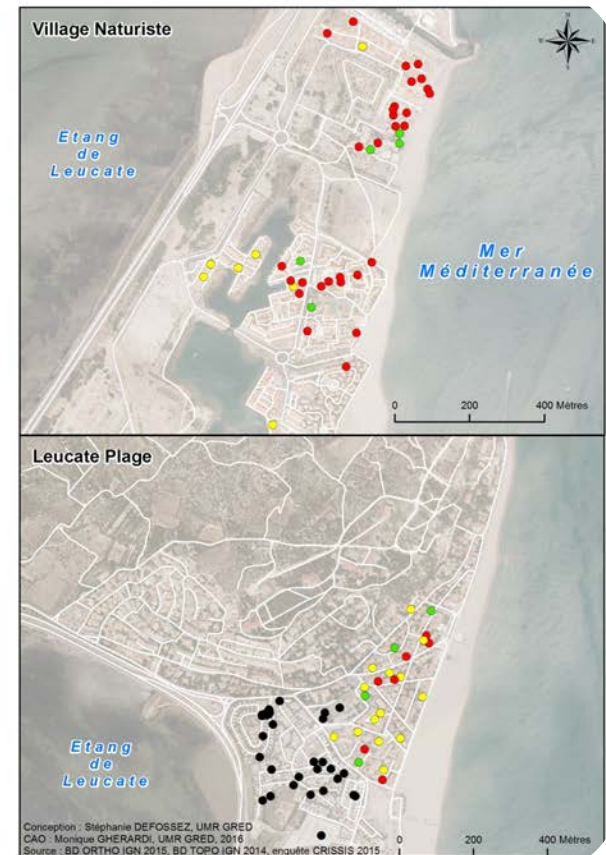 Village Naturiste
N
W
E
S
Etang
de
Leucate
Mer
Méditerranée
0
400 Mètres
Leucate Plage
Etang
de
Leucate
Conception : Stéphanie DEFOSSEZ, UMR GRED
CAO : Monique GHERARDI, UMR GRED, 2016
Source : BD ORTHO IGN 2015, BD TOPO IGN 2014, enquête CRISSIS 2015
0
400 Mètres